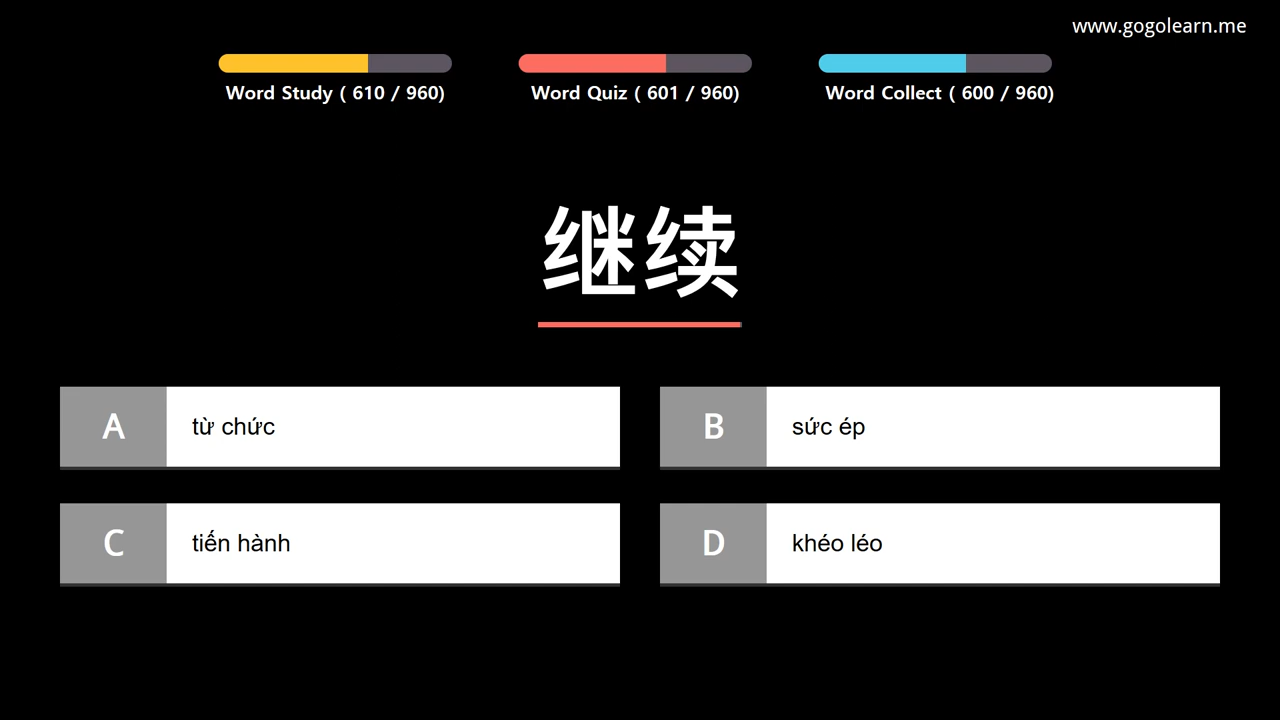 www.gogolearn.me
Word Study ( 610 / 960)
Word Quiz ( 601 / 960)
Word Collect ( 600 / 960)
继续
A
từ chức
B
sức ép
C
tiến hành
D
khéo léo